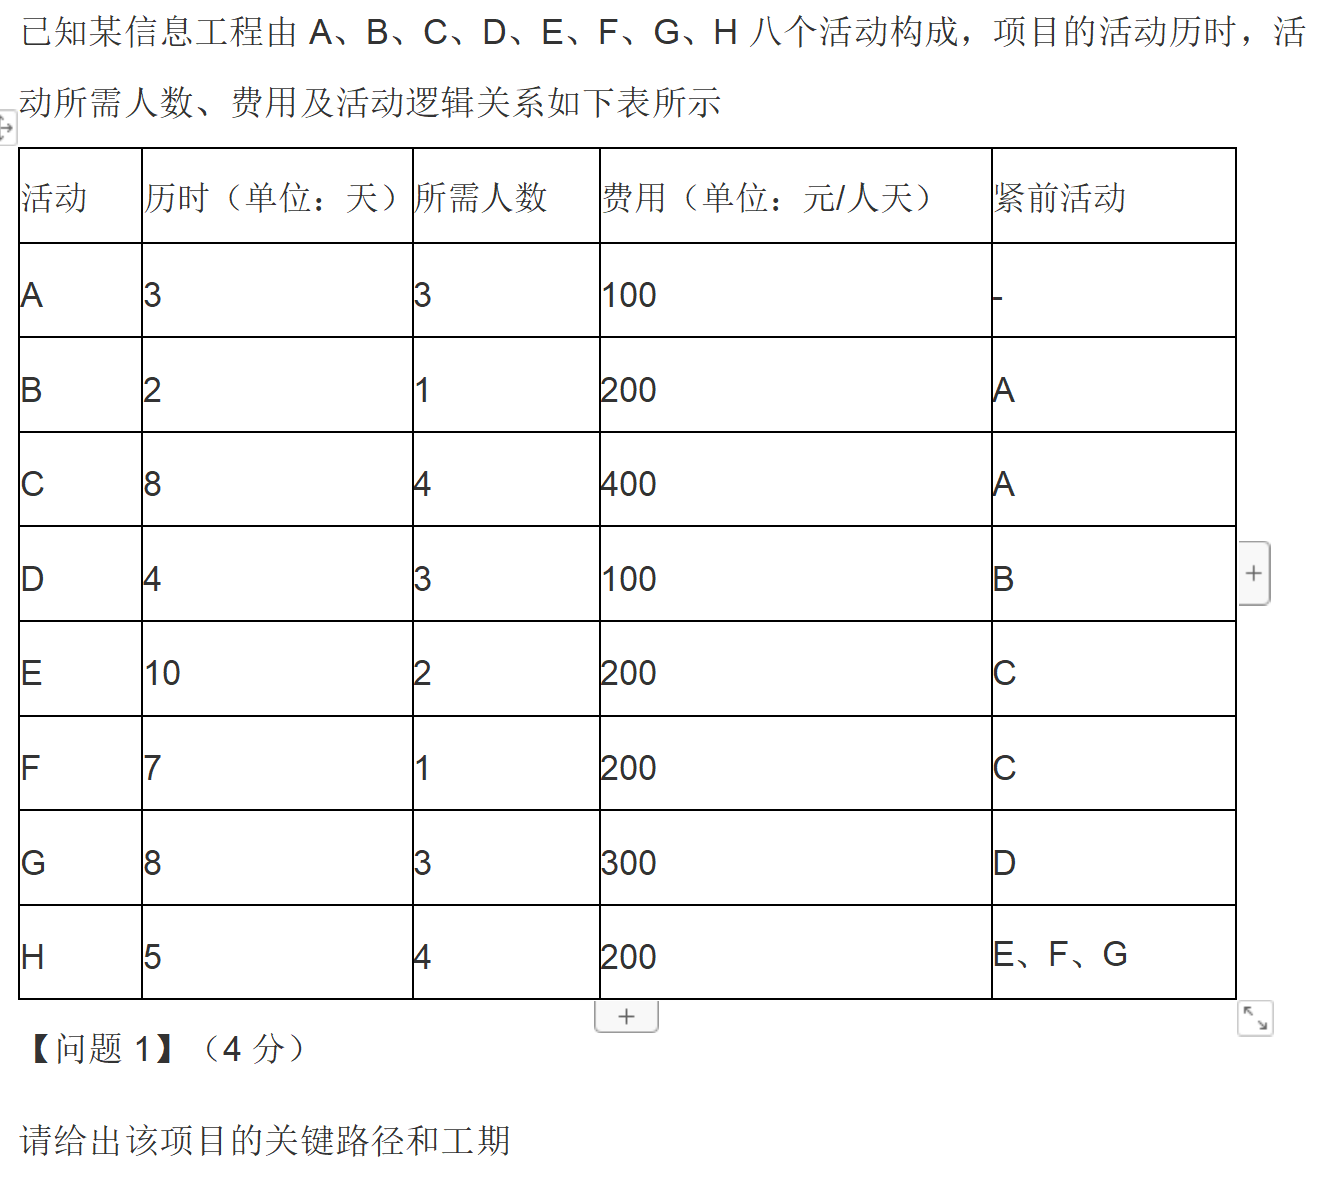 已知某信息工程由 A、B、C、D、E、F、G、H 八个活动构成，项目的活动历时，活
动所需人数、费用及活动逻辑关系如下表所示
活动 历时（单位：天） 所需人数 费用（单位：元/人天） 紧前活动
A 3 3 100 -
B 2 1 200 A
C 8 4 400 A
D 4 3 100 B
E 10 2 200 C
F 7 1 200 C
G 8 3 300 D
H 5 4 200 E、F、G
【问题 1】（4 分）
请给出该项目的关键路径和工期